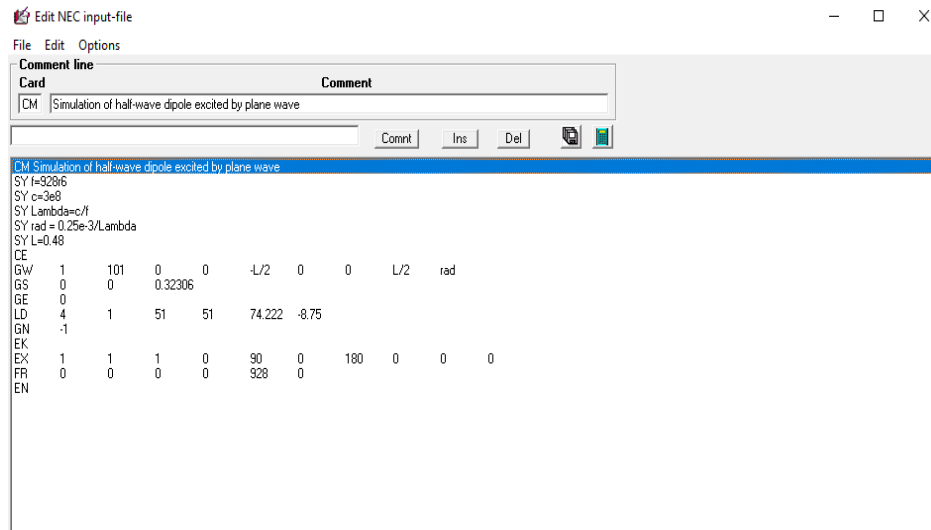 Edit NEC input-file
File Edit Options
Comment line
Card Comment
CM Simulation of half-wave dipole excited by plane wave
Comnt Ins Del
CM Simulation of half-wave dipole excited by plane wave
SY f=928r6
SY c=3e8
SY Lambda=c/f
SY rad = 0.25e-3/Lambda
SY L=0.48
CE
GW 1 101 0 0 -L/2 0 0 L/2 rad
GS 0 0 0.32306
GE 0
LD 4 1 51 51 74.222 -8.75
GN -1
EK
EX 1 1 1 0 90 0 180 0 0 0
FR 0 0 0 0 928 0
EN